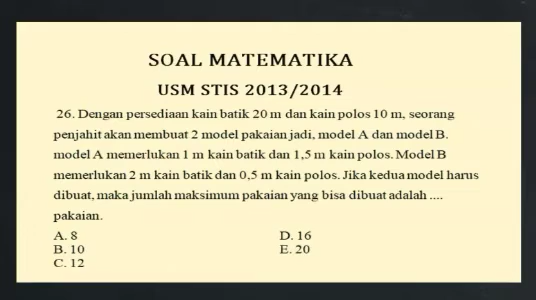 SOAL MATEMATIKA
USM STIS 2013/2014
26. Dengan persediaan kain batik 20 m dan kain polos 10 m, seorang
penjahit akan membuat 2 model pakaian jadi, model A dan model B.
model A memerlukan 1 m kain batik dan 1,5 m kain polos. Model B
memerlukan 2 m kain batik dan 0,5 m kain polos. Jika kedua model harus
dibuat, maka jumlah maksimum pakaian yang bisa dibuat adalah ....
pakaian.
A. 8
B. 10
C. 12
D. 16
E. 20